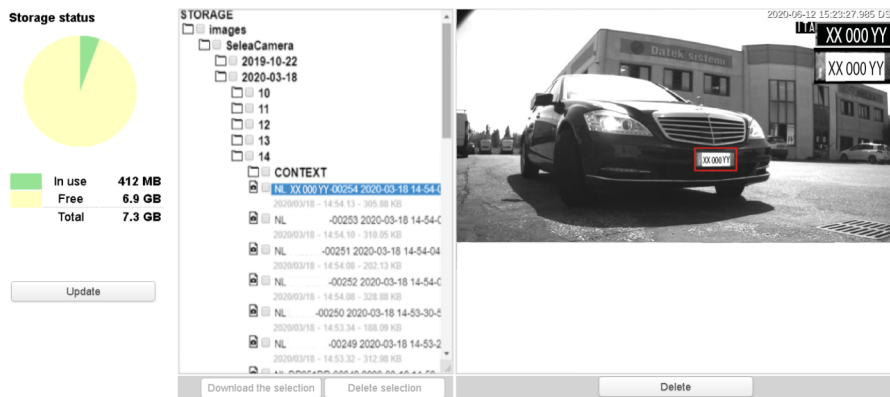 Storage status
In use 412 MB
Free 6.9 GB
Total 7.3 GB
Update
STORAGE
images
SeleaCamera
2019-10-22
2020-03-18
10
11
12
13
14
CONTEXT
NL XX 000 YY-00254 2020-03-18 14-54-0
2020/03/18 - 14:54.13 - 305.88 KB
NL -00253 2020-03-18 14-54-0
2020/03/18 - 14:54.10 - 310.05 KB
NL -00251 2020-03-18 14-54-04
2020/03/18 - 14:54.08 - 202.13 KB
NL -00252 2020-03-18 14-54-0
2020/03/18 - 14:54.08 - 328.88 KB
NL -00250 2020-03-18 14-53-30-5
2020/03/18 - 14:53.34 - 188.09 KB
NL -00249 2020-03-18 14-53-2
2020/03/18 - 14:53.32 - 312.98 KB
Download the selection
Delete selection
2020-06-12 15:23:27.985 DS
ITA XX 000 YY
XX 000 YY
Datek sistemi
XX 000 YY
Delete